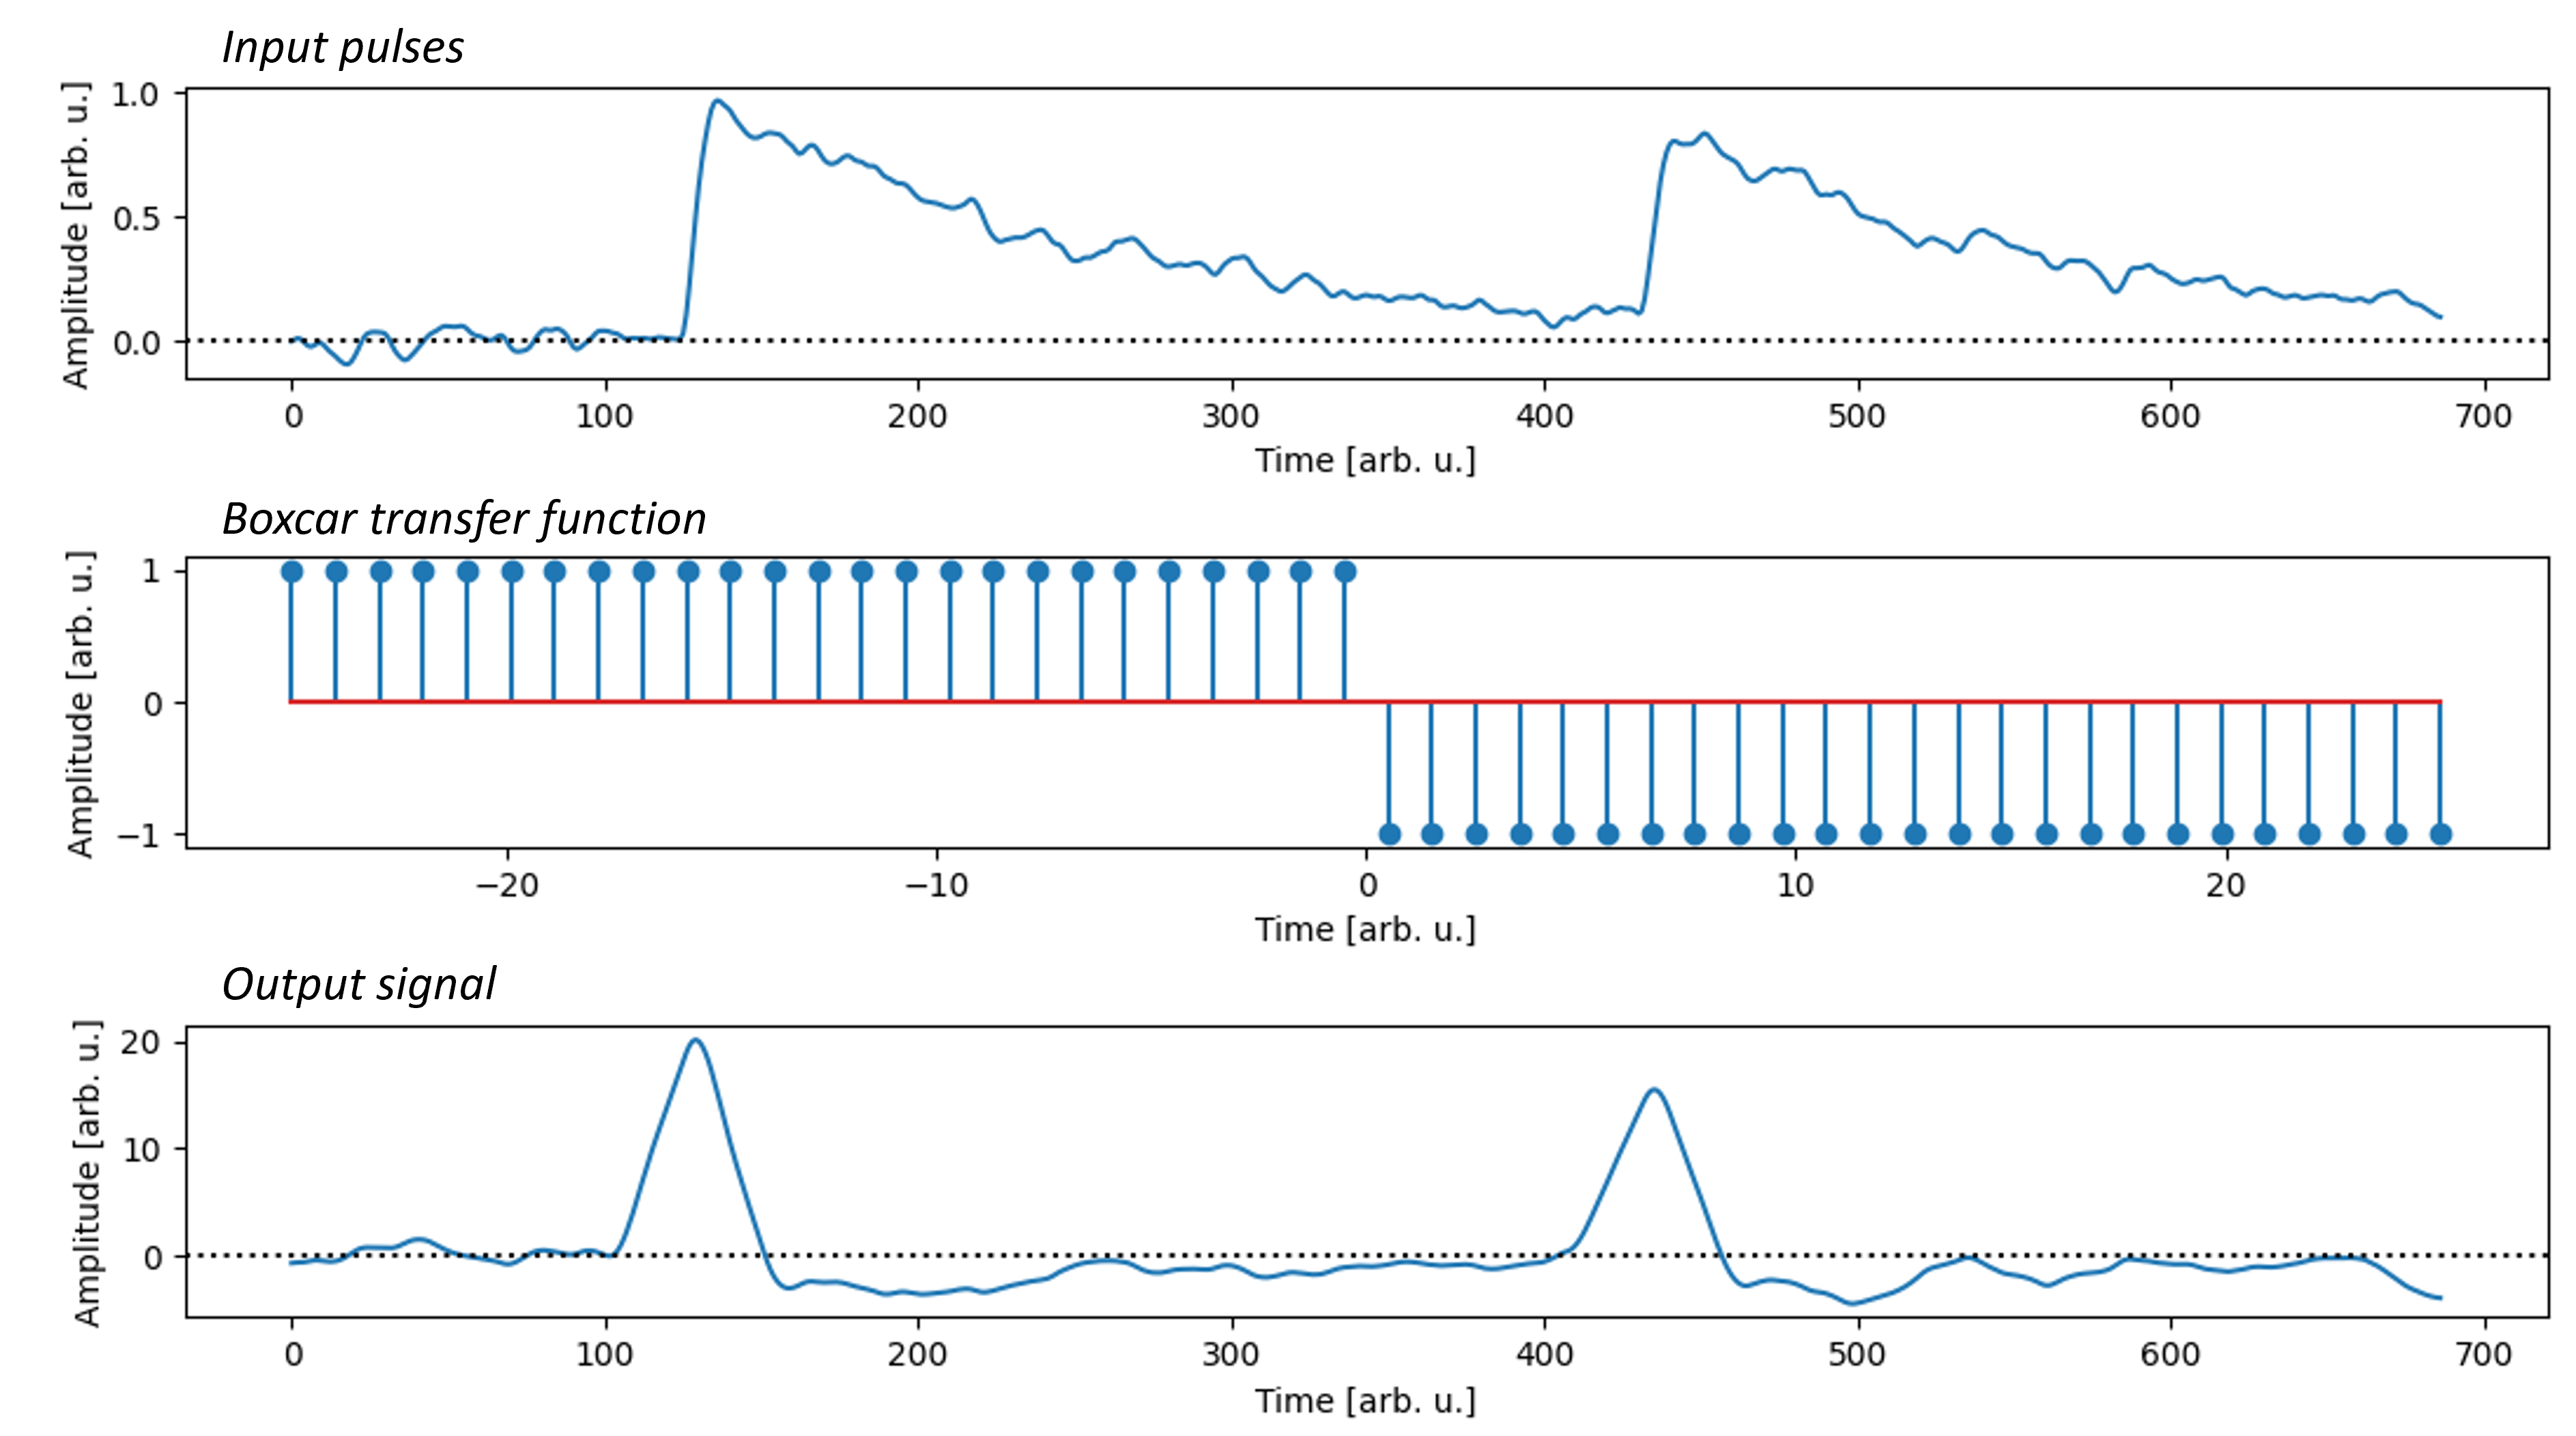 Input pulses
Amplitude [arb. u.]
1.0
0.5
0.0
0 100 200 300 400 500 600 700
Time [arb. u.]
Boxcar transfer function
Amplitude [arb. u.]
1
0
−1
−20 −10 0 10 20
Time [arb. u.]
Output signal
Amplitude [arb. u.]
20
10
0
0 100 200 300 400 500 600 700
Time [arb. u.]